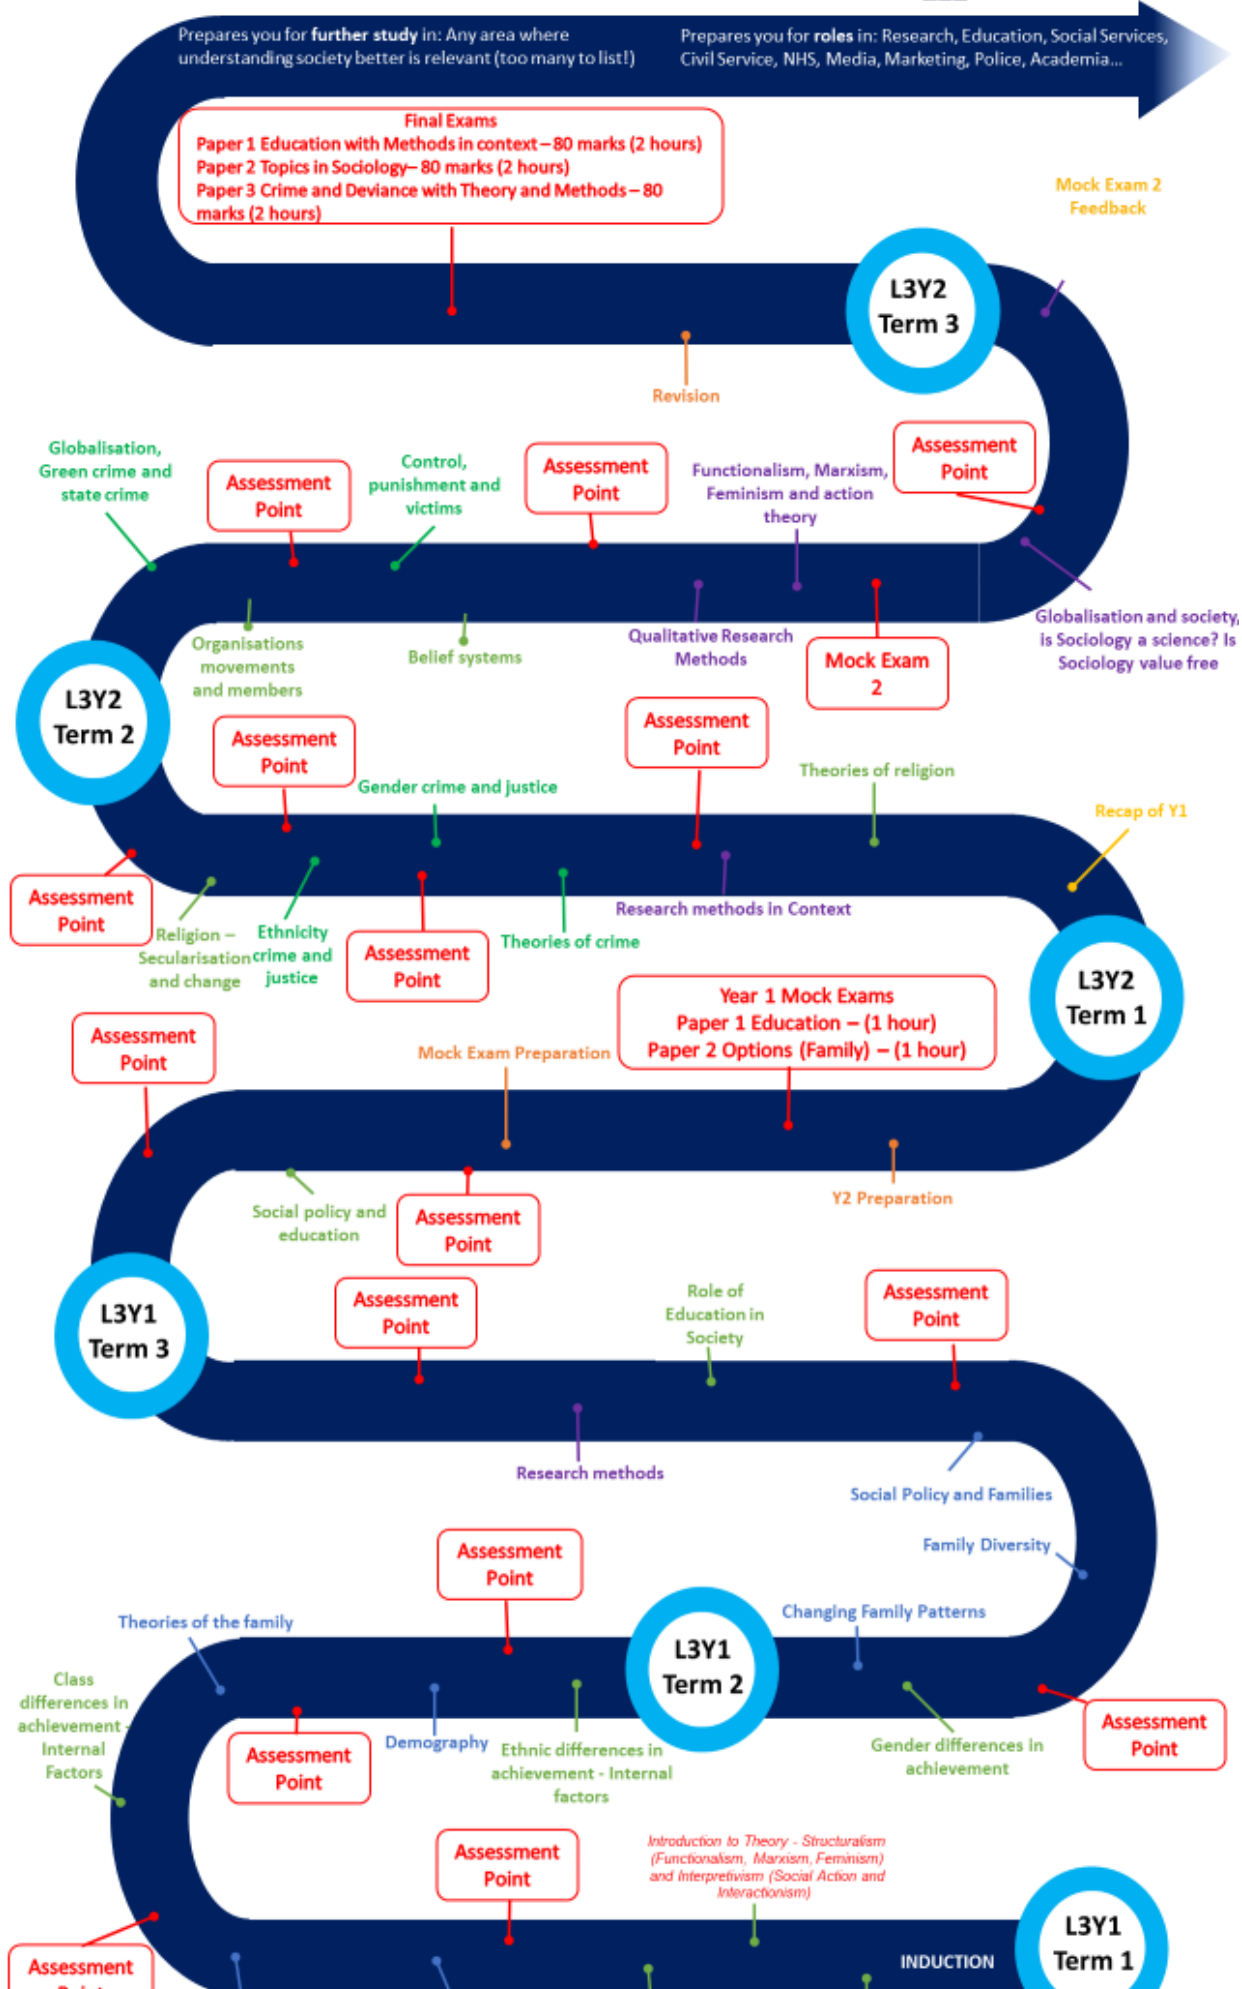 Prepares you for further study in: Any area where
understanding society better is relevant (too many to list!)
Prepares you for roles in: Research, Education, Social Services,
Civil Service, NHS, Media, Marketing, Police, Academia...
Final Exams
Paper 1 Education with Methods in context – 80 marks (2 hours)
Paper 2 Topics in Sociology– 80 marks (2 hours)
Paper 3 Crime and Deviance with Theory and Methods – 80
marks (2 hours)
Mock Exam 2
Feedback
L3Y2
Term 3
Revision
Globalisation,
Green crime and
state crime
Assessment
Point
Control,
punishment and
victims
Assessment
Point
Functionalism, Marxism,
Feminism and action
theory
Assessment
Point
Organisations
movements
and members
Belief systems
Qualitative Research
Methods
Mock Exam
2
Globalisation and society,
is Sociology a science? Is
Sociology value free
L3Y2
Term 2
Assessment
Point
Gender crime and justice
Assessment
Point
Theories of religion
Recap of Y1
Assessment
Point
Religion –
Secularisation
and change
Ethnicity
crime and
justice
Assessment
Point
Theories of crime
Research methods in Context
L3Y2
Term 1
Assessment
Point
Mock Exam Preparation
Year 1 Mock Exams
Paper 1 Education – (1 hour)
Paper 2 Options (Family) – (1 hour)
Social policy and
education
Assessment
Point
Y2 Preparation
L3Y1
Term 3
Assessment
Point
Role of
Education in
Society
Assessment
Point
Research methods
Social Policy and Families
Family Diversity
Assessment
Point
Theories of the family
L3Y1
Term 2
Changing Family Patterns
Class
differences in
achievement -
Internal
Factors
Assessment
Point
Demography
Ethnic differences in
achievement - Internal
factors
Gender differences in
achievement
Assessment
Point
Assessment
Point
Introduction to Theory - Structuralism
(Functionalism, Marxism, Feminism)
and Interpretivism (Social Action and
Interactionism)
L3Y1
Term 1
INDUCTION
Assessment